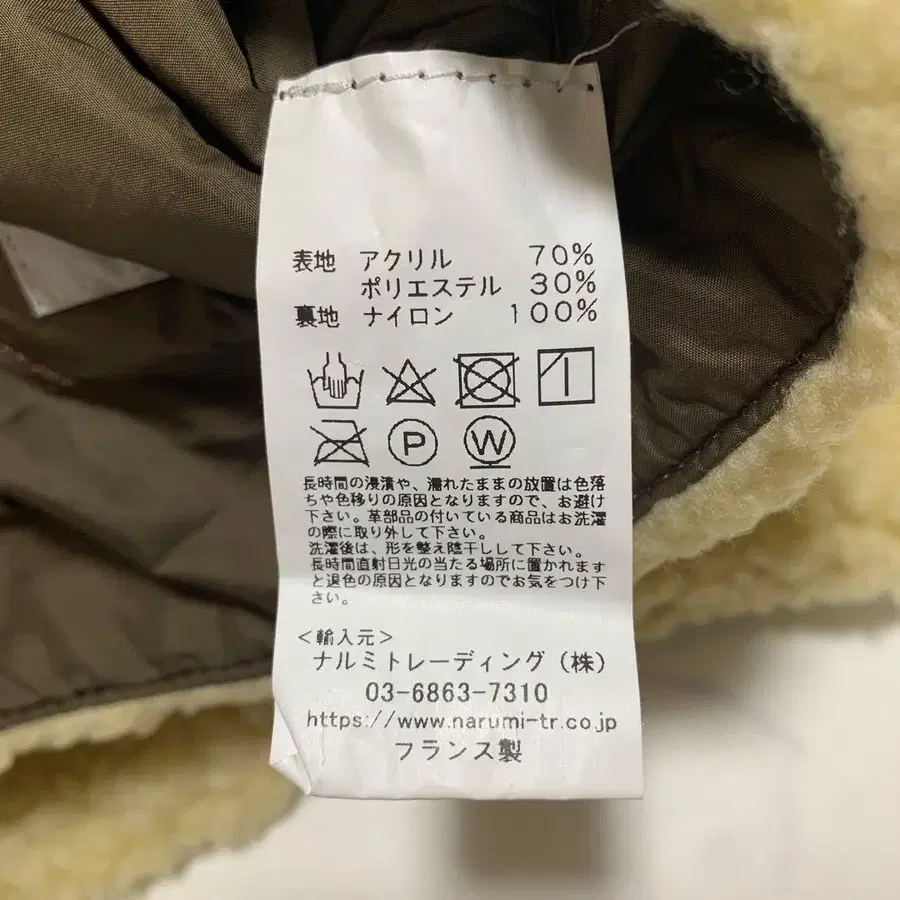 表地 アクリル 70%
ポリエステル 30%
裏地 ナイロン 100%
P W
長時間の浸漬や、濡れたままの放置は色落
ちや色移りの原因となりますので、お避け
下さい。革部品の付いている商品はお洗濯
の際に取り外して下さい。
洗濯後は、形を整え陰干しして下さい。
長時間直射日光の当たる場所に置かれます
と退色の原因となりますのでお気をつけ下
さい。
<輸入元>
ナルミトレーディング(株)
03-6863-7310
https://www.narumi-tr.co.jp
フランス製